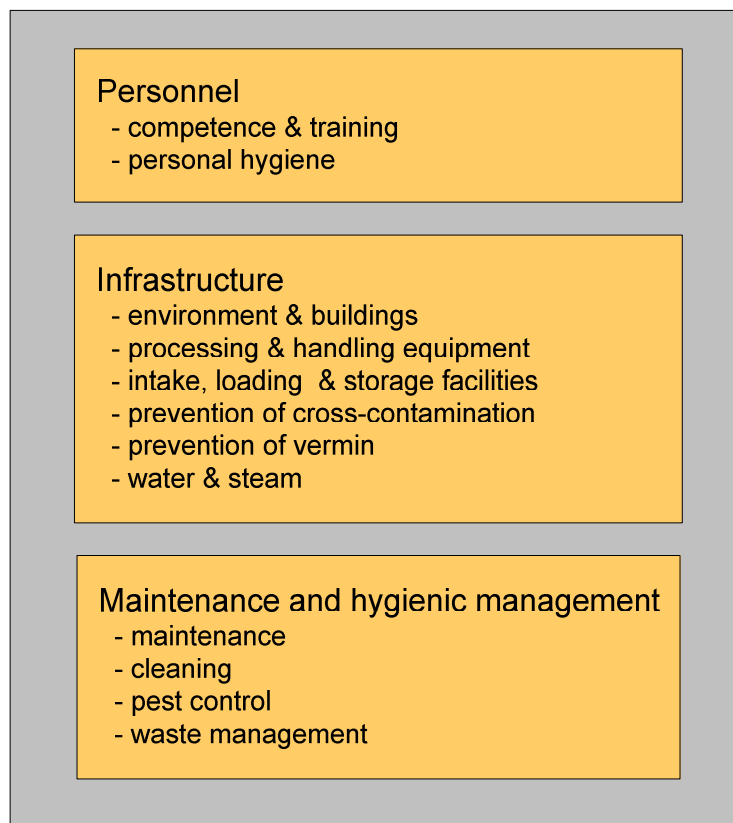 Personnel
- competence & training
- personal hygiene
Infrastructure
- environment & buildings
- processing & handling equipment
- intake, loading  & storage facilities
- prevention of cross-contamination
- prevention of vermin
- water & steam
Maintenance and hygienic management
- maintenance
- cleaning
- pest control
- waste management